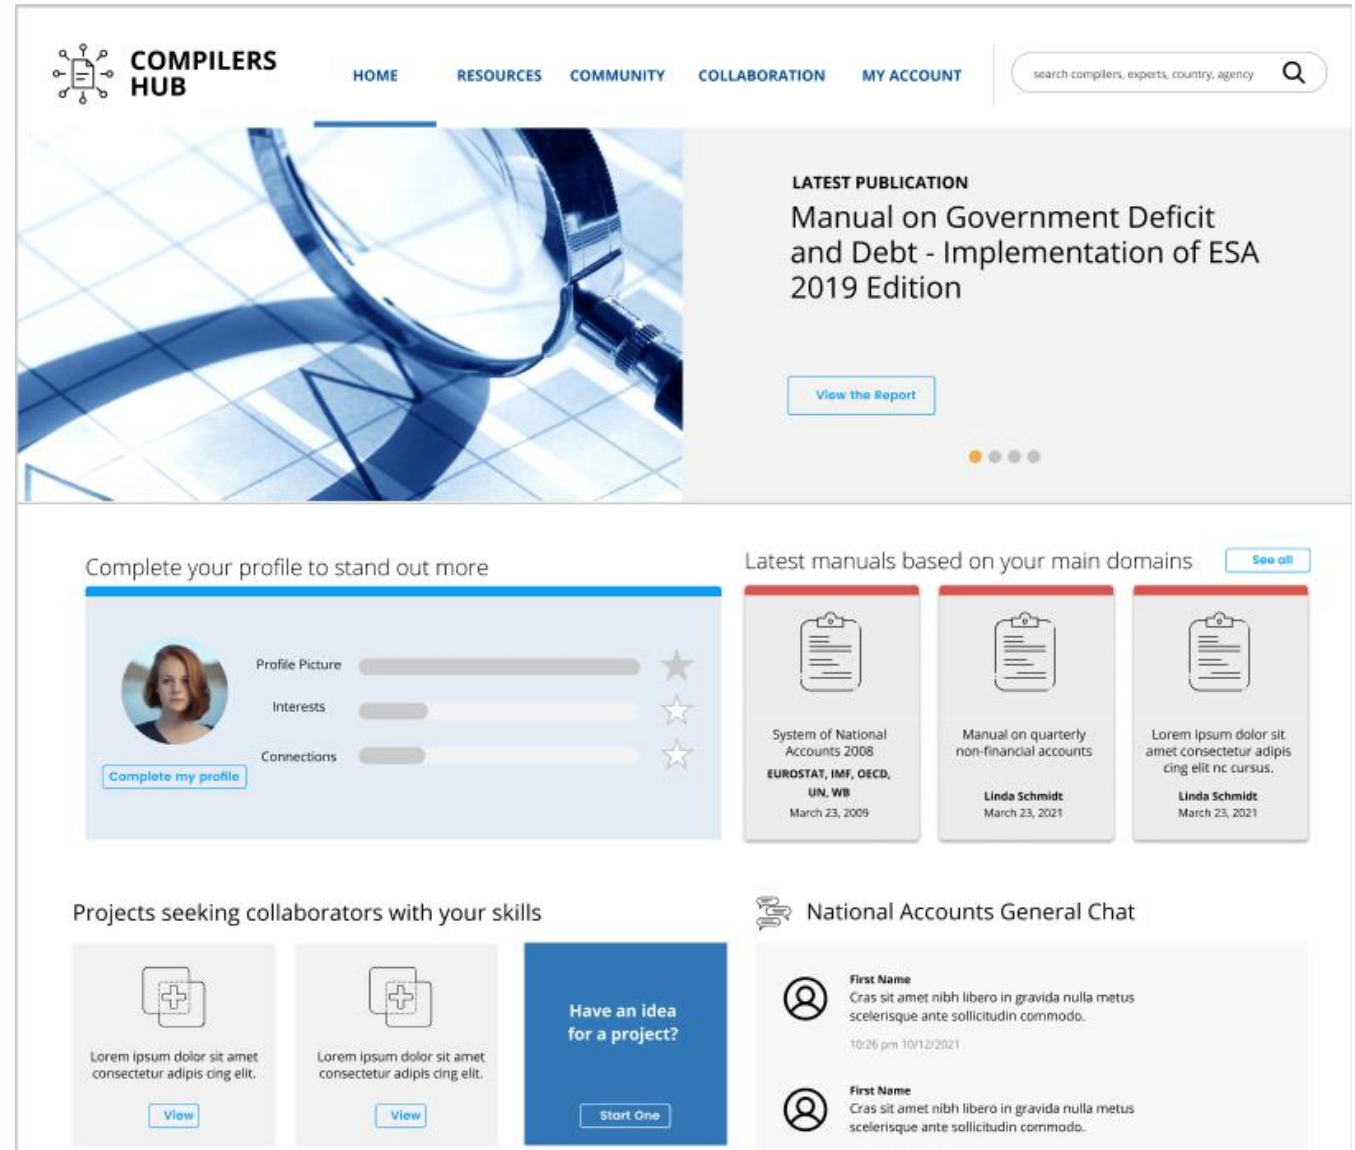 COMPILERS
HUB
HOME
RESOURCES
COMMUNITY
COLLABORATION
MY ACCOUNT
search compilers, experts, country, agency
LATEST PUBLICATION
Manual on Government Deficit
and Debt - Implementation of ESA
2019 Edition
View the Report
Complete your profile to stand out more
Profile Picture
Interests
Connections
Complete my profile
Latest manuals based on your main domains
See all
System of National
Accounts 2008
EUROSTAT, IMF, OECD,
UN, WB
March 23, 2009
Manual on quarterly
non-financial accounts
Linda Schmidt
March 23, 2021
Lorem ipsum dolor sit
amet consectetur adipis
cing elit nc cursus.
Linda Schmidt
March 23, 2021
Projects seeking collaborators with your skills
Lorem ipsum dolor sit amet
consectetur adipis cing elit.
View
Lorem ipsum dolor sit amet
consectetur adipis cing elit.
View
Have an idea
for a project?
Start One
National Accounts General Chat
First Name
Cras sit amet nibh libero in gravida nulla metus
scelerisque ante sollicitudin commodo.
10:26 pm 10/12/2021
First Name
Cras sit amet nibh libero in gravida nulla metus
scelerisque ante sollicitudin commodo.